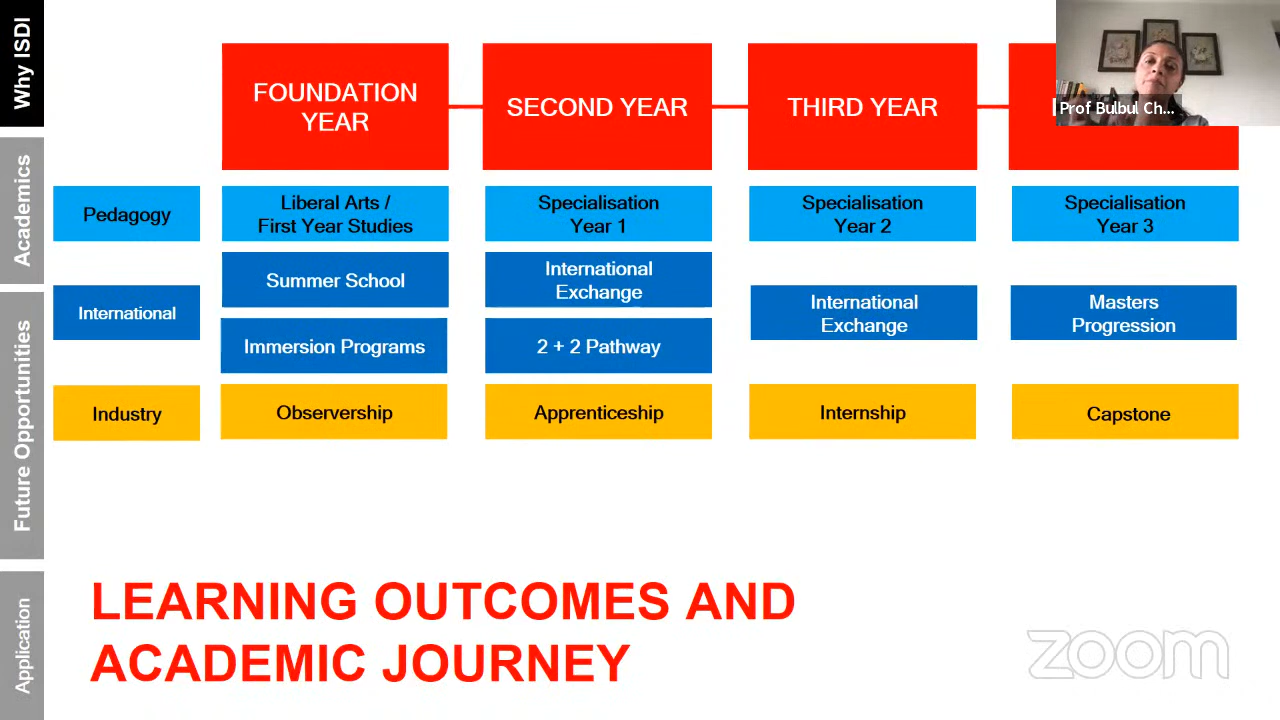 Why ISDI
Academics
Future Opportunities
Application
FOUNDATION
YEAR
SECOND YEAR
THIRD YEAR
Prof Bulbul Ch...
Pedagogy
Liberal Arts /
First Year Studies
Specialisation
Year 1
Specialisation
Year 2
Specialisation
Year 3
International
Summer School
Immersion Programs
International
Exchange
2 + 2 Pathway
International
Exchange
Masters
Progression
Industry
Observership
Apprenticeship
Internship
Capstone
LEARNING OUTCOMES AND
ACADEMIC JOURNEY
zoom